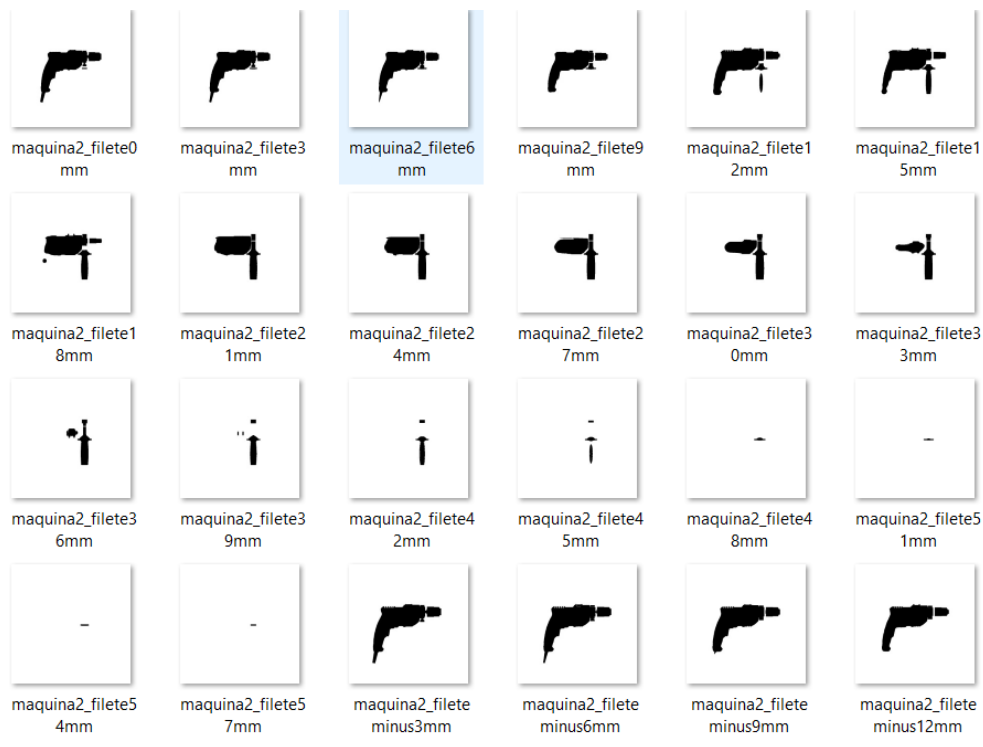 maquina2_filete0
mm
maquina2_filete3
mm
maquina2_filete6
mm
maquina2_filete9
mm
maquina2_filete1
2mm
maquina2_filete1
5mm
maquina2_filete1
8mm
maquina2_filete2
1mm
maquina2_filete2
4mm
maquina2_filete2
7mm
maquina2_filete3
0mm
maquina2_filete3
3mm
maquina2_filete3
6mm
maquina2_filete3
9mm
maquina2_filete4
2mm
maquina2_filete4
5mm
maquina2_filete4
8mm
maquina2_filete5
1mm
maquina2_filete5
4mm
maquina2_filete5
7mm
maquina2_filete
minus3mm
maquina2_filete
minus6mm
maquina2_filete
minus9mm
maquina2_filete
minus12mm